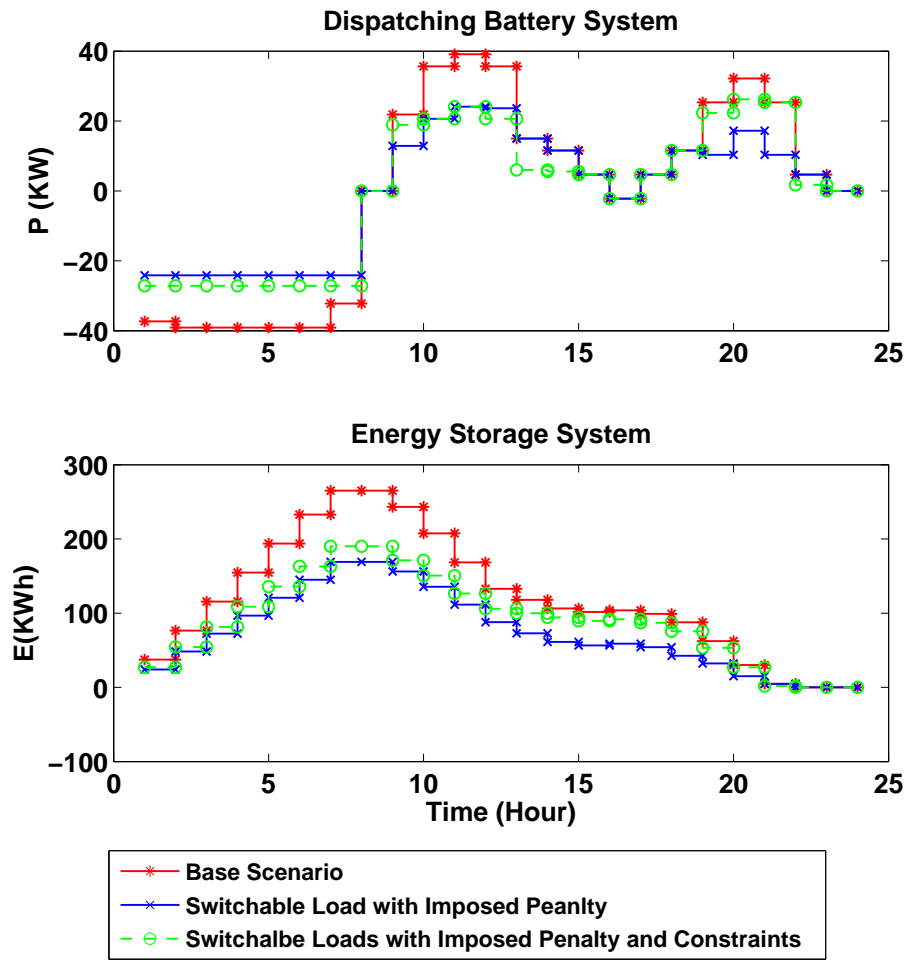 Dispatching Battery System
40
20
0
−20
−40
P (KW)
0 5 10 15 20 25
Energy Storage System
300
200
100
0
−100
E(KWh)
0 5 10 15 20 25
Time (Hour)
Base Scenario
Switchable Load with Imposed Peanlty
Switchalbe Loads with Imposed Penalty and Constraints